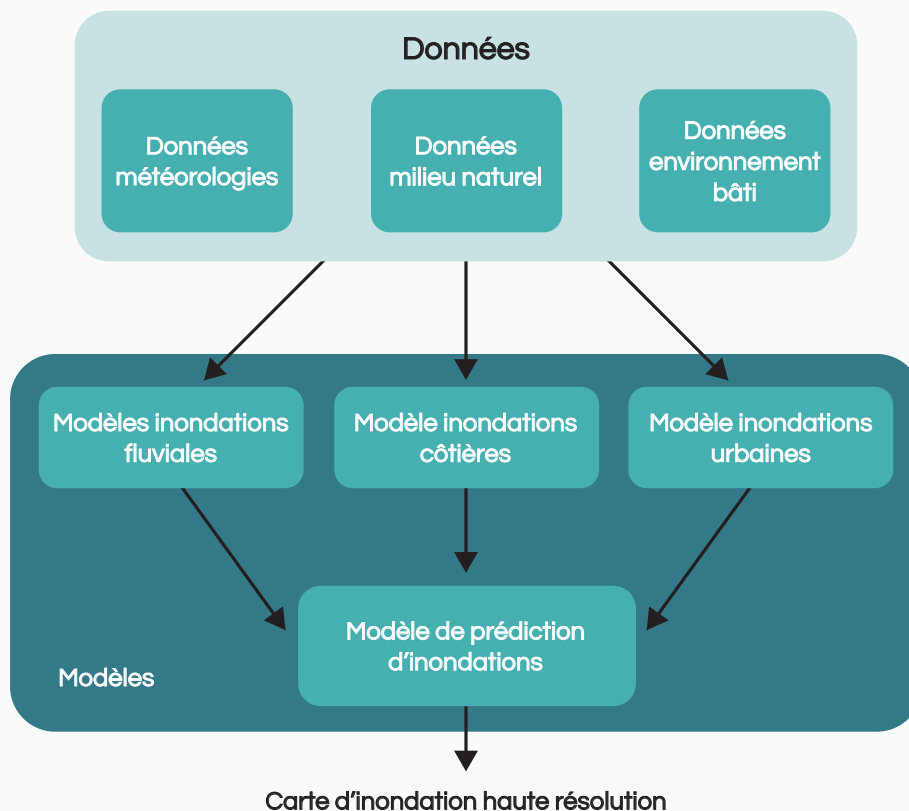 Données
Données
météorologies
Données
milieu naturel
Données
environnement
bâti
Modèles inondations
fluviales
Modèle inondations
côtières
Modèle inondations
urbaines
Modèle de prédiction
d'inondations
Modèles
Carte d'inondation haute résolution